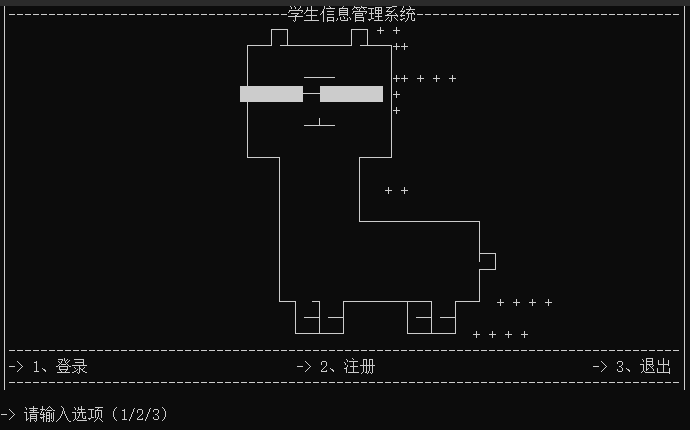 学生信息管理系统
-> 1、登录 -> 2、注册 -> 3、退出
-> 请输入选项（1/2/3）